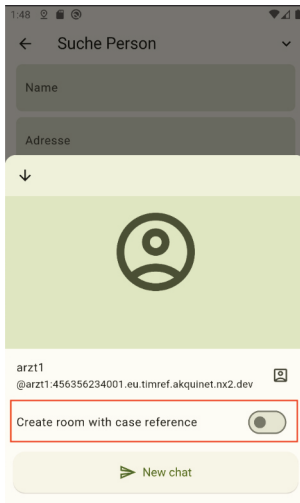 1:48
Suche Person
Name
Adresse
arzt1
@arzt1:456356234001.eu.timref.akquinet.nx2.dev
Create room with case reference
New chat